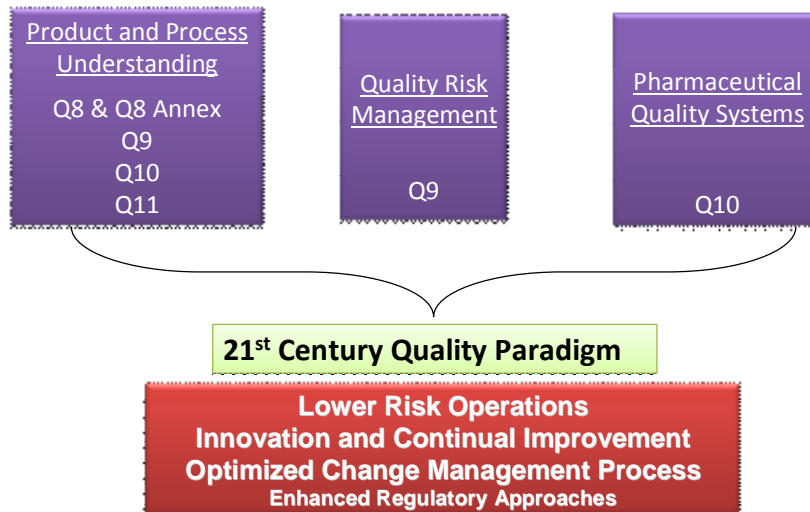 Product and Process
Understanding
Q8 & Q8 Annex
Q9
Q10
Q11
Quality Risk
Management
Q9
Pharmaceutical
Quality Systems
Q10
21st Century Quality Paradigm
Lower Risk Operations
Innovation and Continual Improvement
Optimized Change Management Process
Enhanced Regulatory Approaches